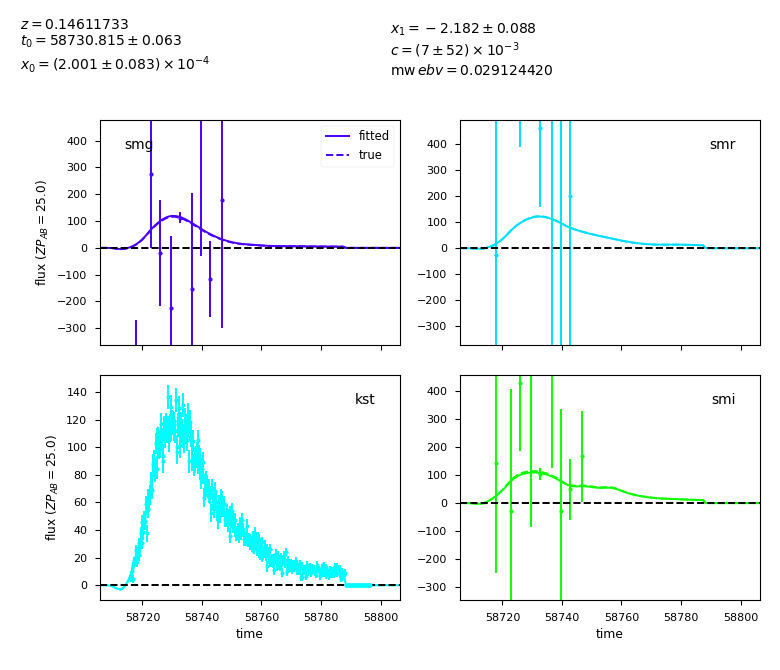 z = 0.14611733
t₀ = 58730.815 ± 0.063
x₀ = (2.001 ± 0.083) × 10⁻⁴
x₁ = −2.182 ± 0.088
c = (7 ± 52) × 10⁻³
mw ebv = 0.029124420
smg
fitted
true
400
300
200
100
0
−100
−200
−300
flux (ZP_AB = 25.0)
smr
400
300
200
100
0
−100
−200
−300
kst
140
120
100
80
60
40
20
0
flux (ZP_AB = 25.0)
58720 58740 58760 58780 58800
time
smi
400
300
200
100
0
−100
−200
−300
58720 58740 58760 58780 58800
time